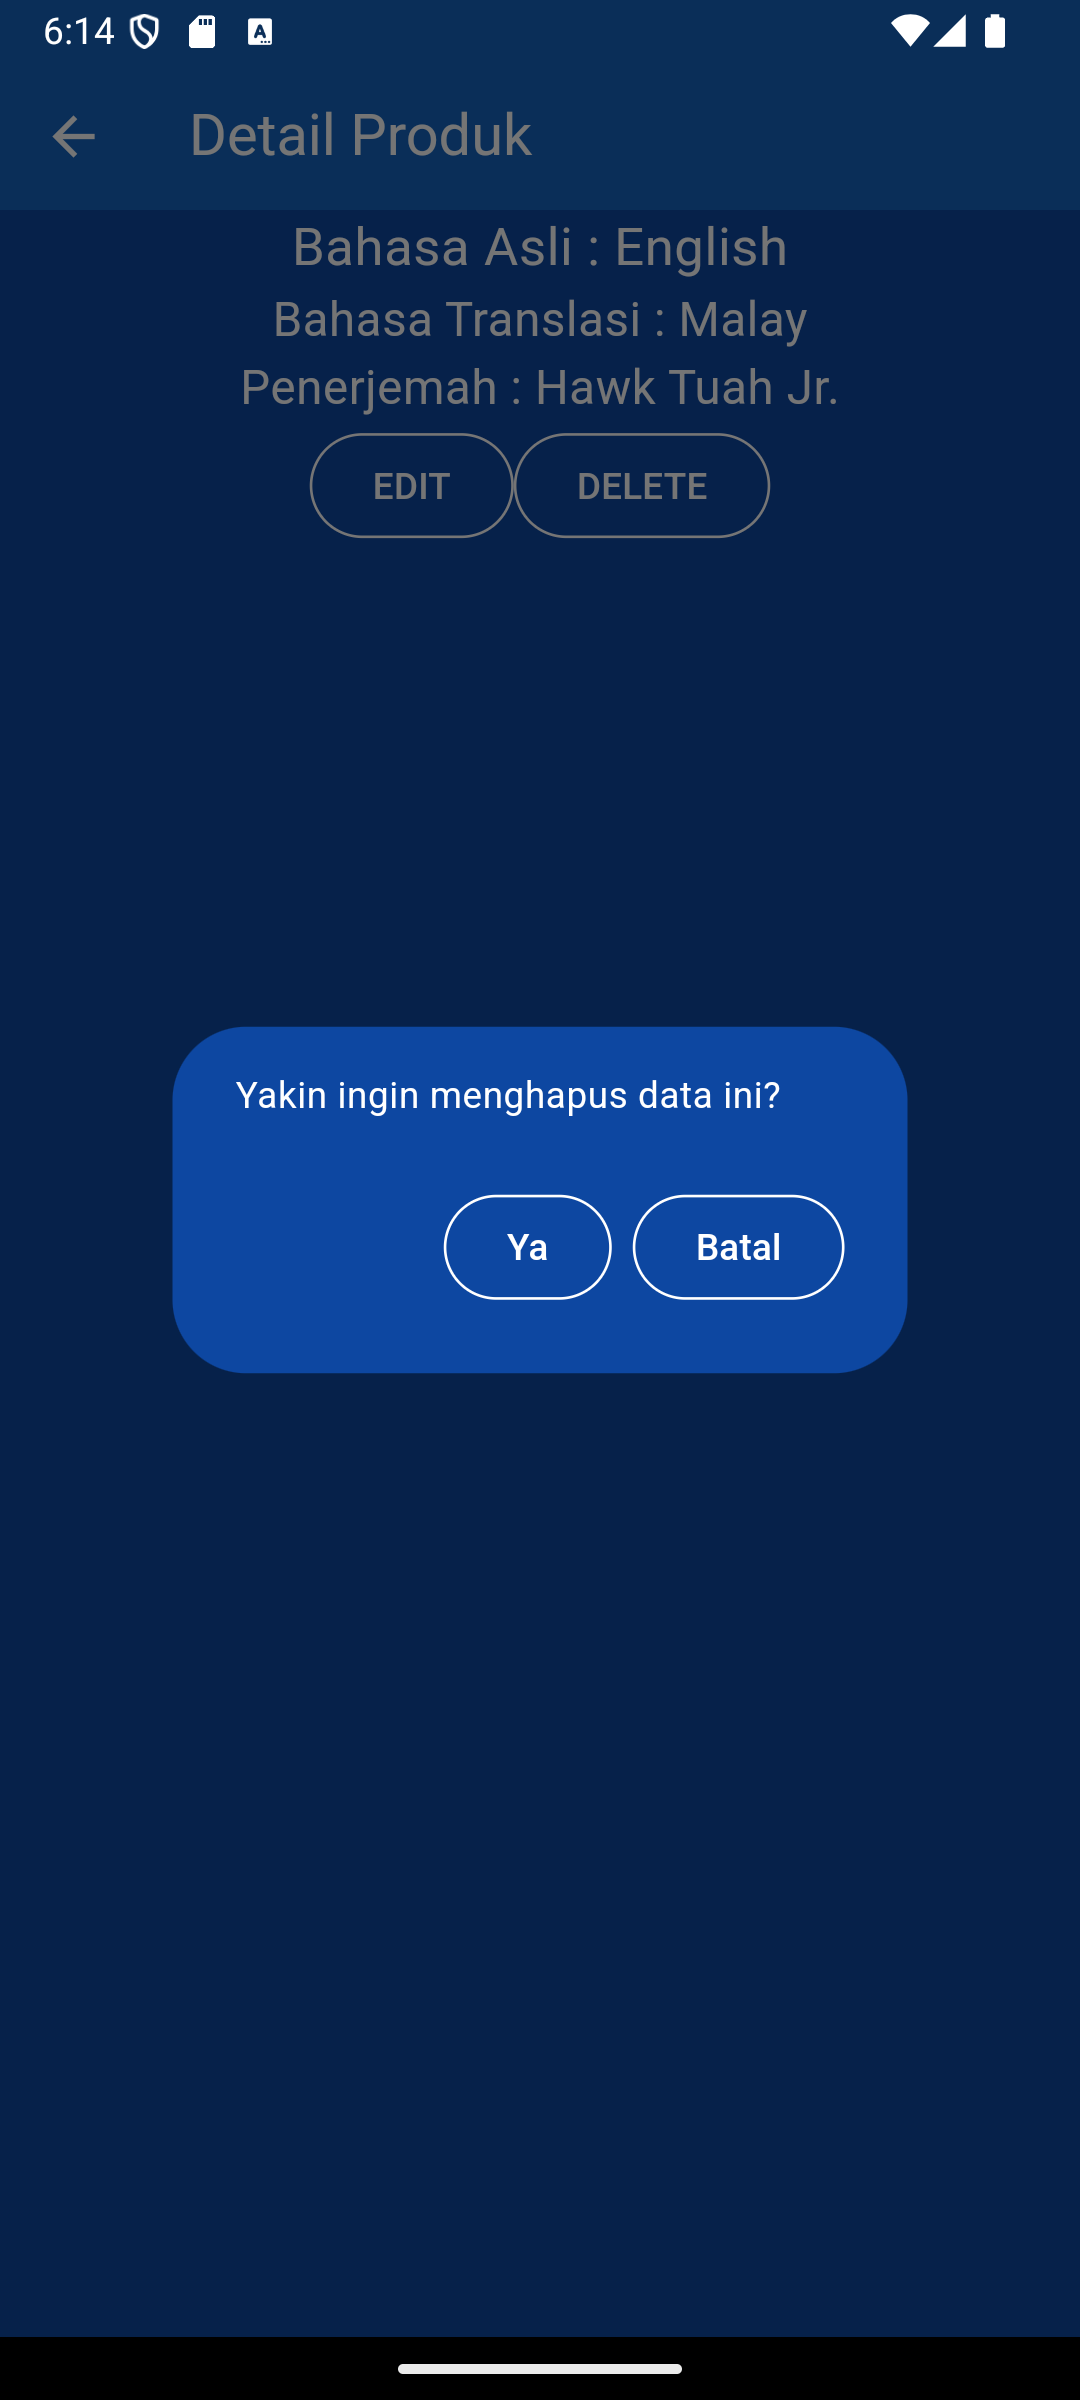 6:14
Detail Produk
Bahasa Asli : English
Bahasa Translasi : Malay
Penerjemah : Hawk Tuah Jr.
EDIT DELETE
Yakin ingin menghapus data ini?
Ya Batal